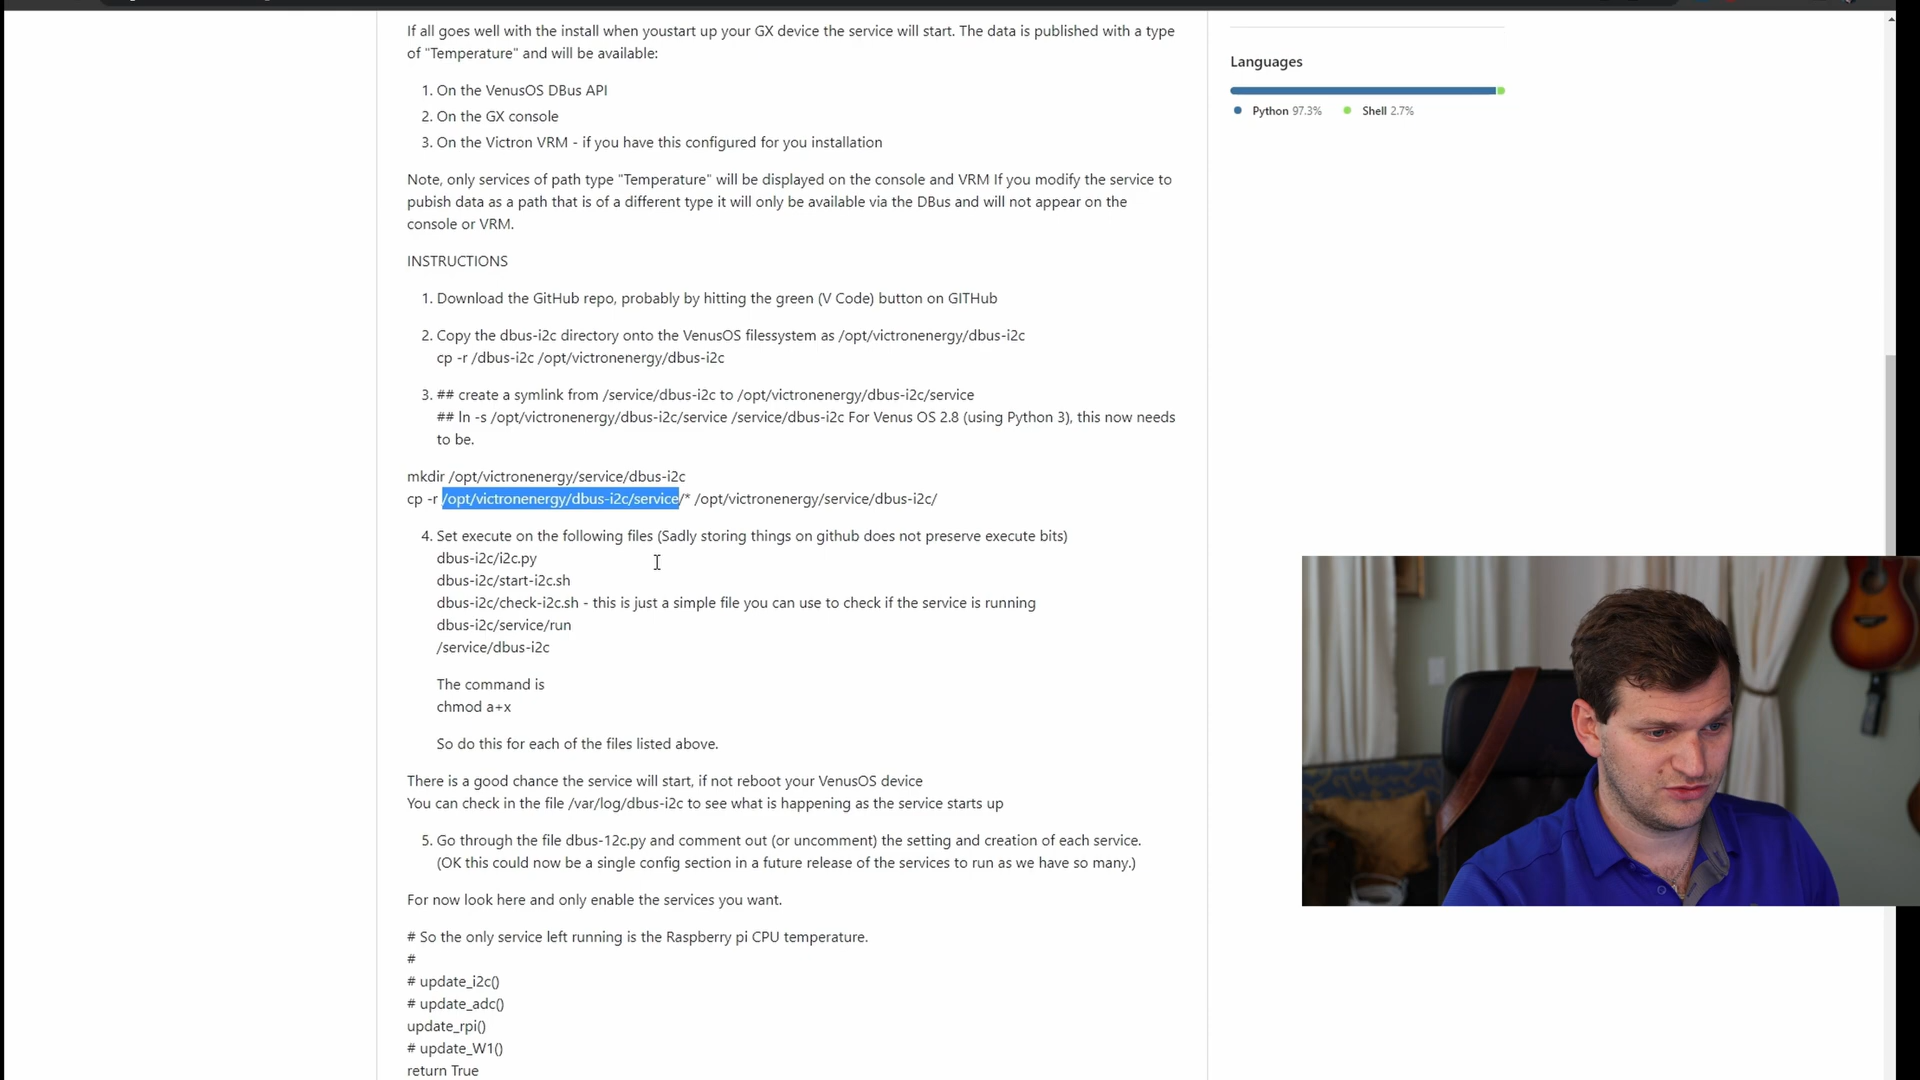 If all goes well with the install when youstart up your GX device the service will start. The data is published with a type
of "Temperature" and will be available:
1. On the VenusOS DBus API
2. On the GX console
3. On the Victron VRM - if you have this configured for you installation
Note, only services of path type "Temperature" will be displayed on the console and VRM If you modify the service to
pubish data as a path that is of a different type it will only be available via the DBus and will not appear on the
console or VRM.
INSTRUCTIONS
1. Download the GitHub repo, probably by hitting the green (V Code) button on GITHub
2. Copy the dbus-i2c directory onto the VenusOS filessystem as /opt/victronenergy/dbus-i2c
cp -r /dbus-i2c /opt/victronenergy/dbus-i2c
3. ## create a symlink from /service/dbus-i2c to /opt/victronenergy/dbus-i2c/service
## ln -s /opt/victronenergy/dbus-i2c/service /service/dbus-i2c For Venus OS 2.8 (using Python 3), this now needs
to be.
mkdir /opt/victronenergy/service/dbus-i2c
cp -r /opt/victronenergy/dbus-i2c/service/* /opt/victronenergy/service/dbus-i2c/
4. Set execute on the following files (Sadly storing things on github does not preserve execute bits)
dbus-i2c/i2c.py
dbus-i2c/start-i2c.sh
dbus-i2c/check-i2c.sh - this is just a simple file you can use to check if the service is running
dbus-i2c/service/run
/service/dbus-i2c
The command is
chmod a+x
So do this for each of the files listed above.
There is a good chance the service will start, if not reboot your VenusOS device
You can check in the file /var/log/dbus-i2c to see what is happening as the service starts up
5. Go through the file dbus-12c.py and comment out (or uncomment) the setting and creation of each service.
(OK this could now be a single config section in a future release of the services to run as we have so many.)
For now look here and only enable the services you want.
# So the only service left running is the Raspberry pi CPU temperature.
#
# update_i2c()
# update_adc()
update_rpi()
# update_W1()
return True
Languages
Python 97.3% Shell 2.7%